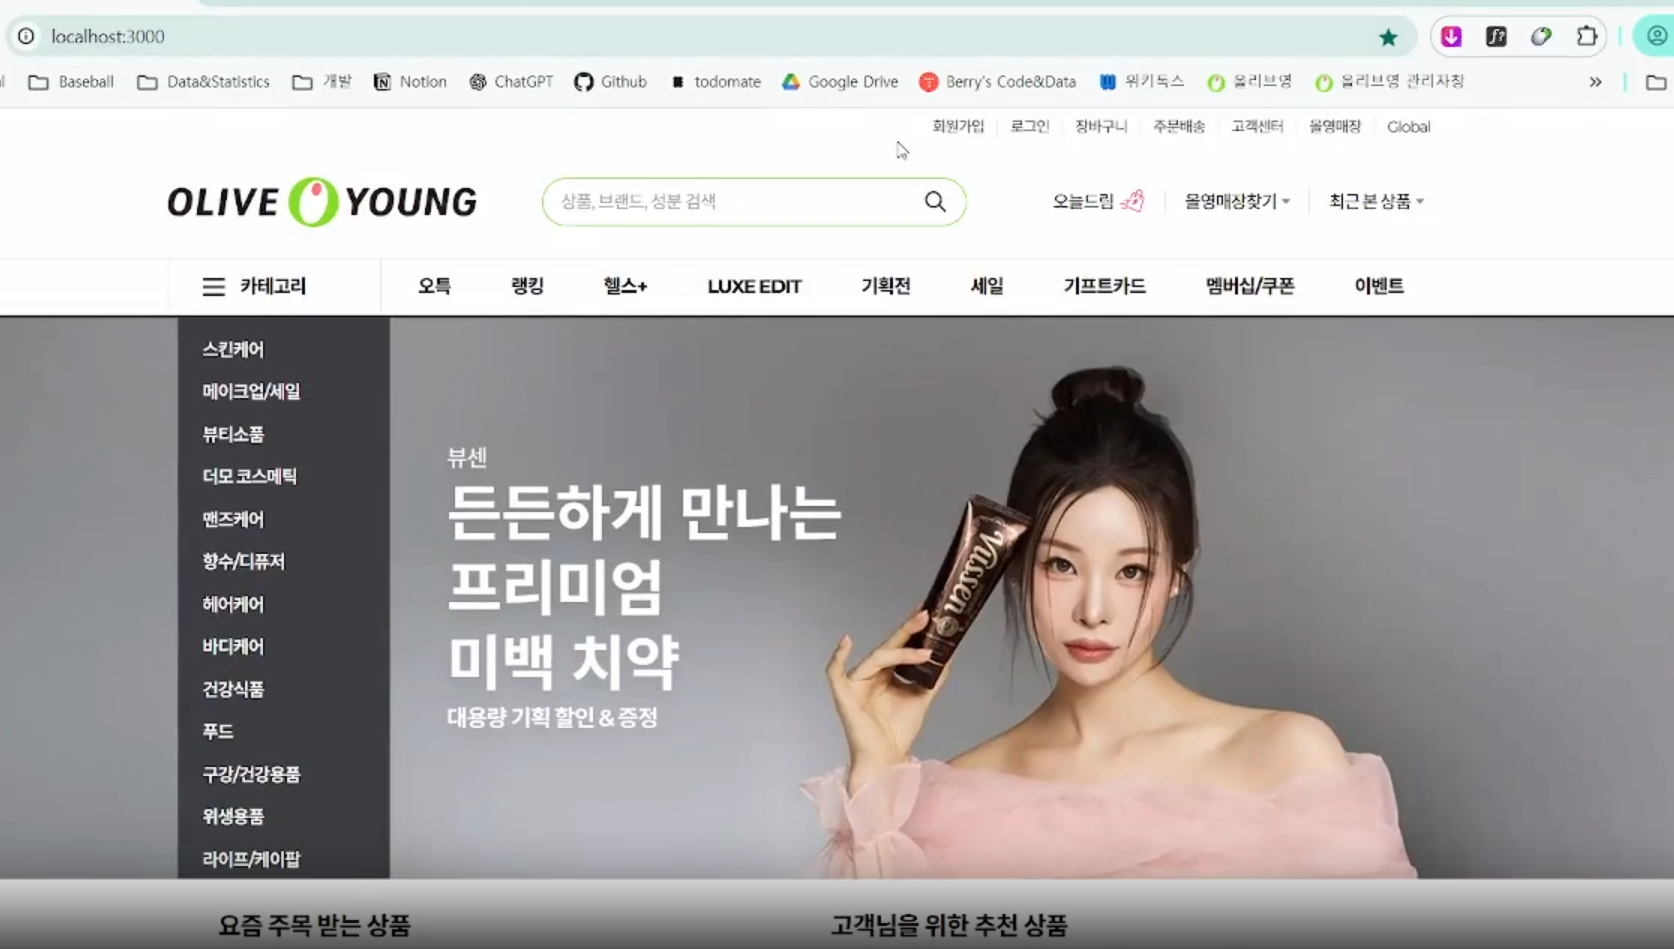 localhost:3000
Baseball Data&Statistics 개발 Notion ChatGPT Github todomate Google Drive Berry's Code&Data 위키독스 올리브영 올리브영 관리자창 »
회원가입 로그인 장바구니 주문배송 고객센터 올영매장 Global
OLIVE YOUNG 상품, 브랜드, 성분 검색 오늘드림 올영매장찾기 최근 본 상품
카테고리 오특 랭킹 헬스+ LUXE EDIT 기획전 세일 기프트카드 멤버십/쿠폰 이벤트
스킨케어
메이크업/세일
뷰티소품
더모 코스메틱
맨즈케어
향수/디퓨저
헤어케어
바디케어
건강식품
푸드
구강/건강용품
위생용품
라이프/케이팝
뷰센
든든하게 만나는
프리미엄
미백 치약
대용량 기획 할인 & 증정
Vussen
요즘 주목 받는 상품 고객님을 위한 추천 상품